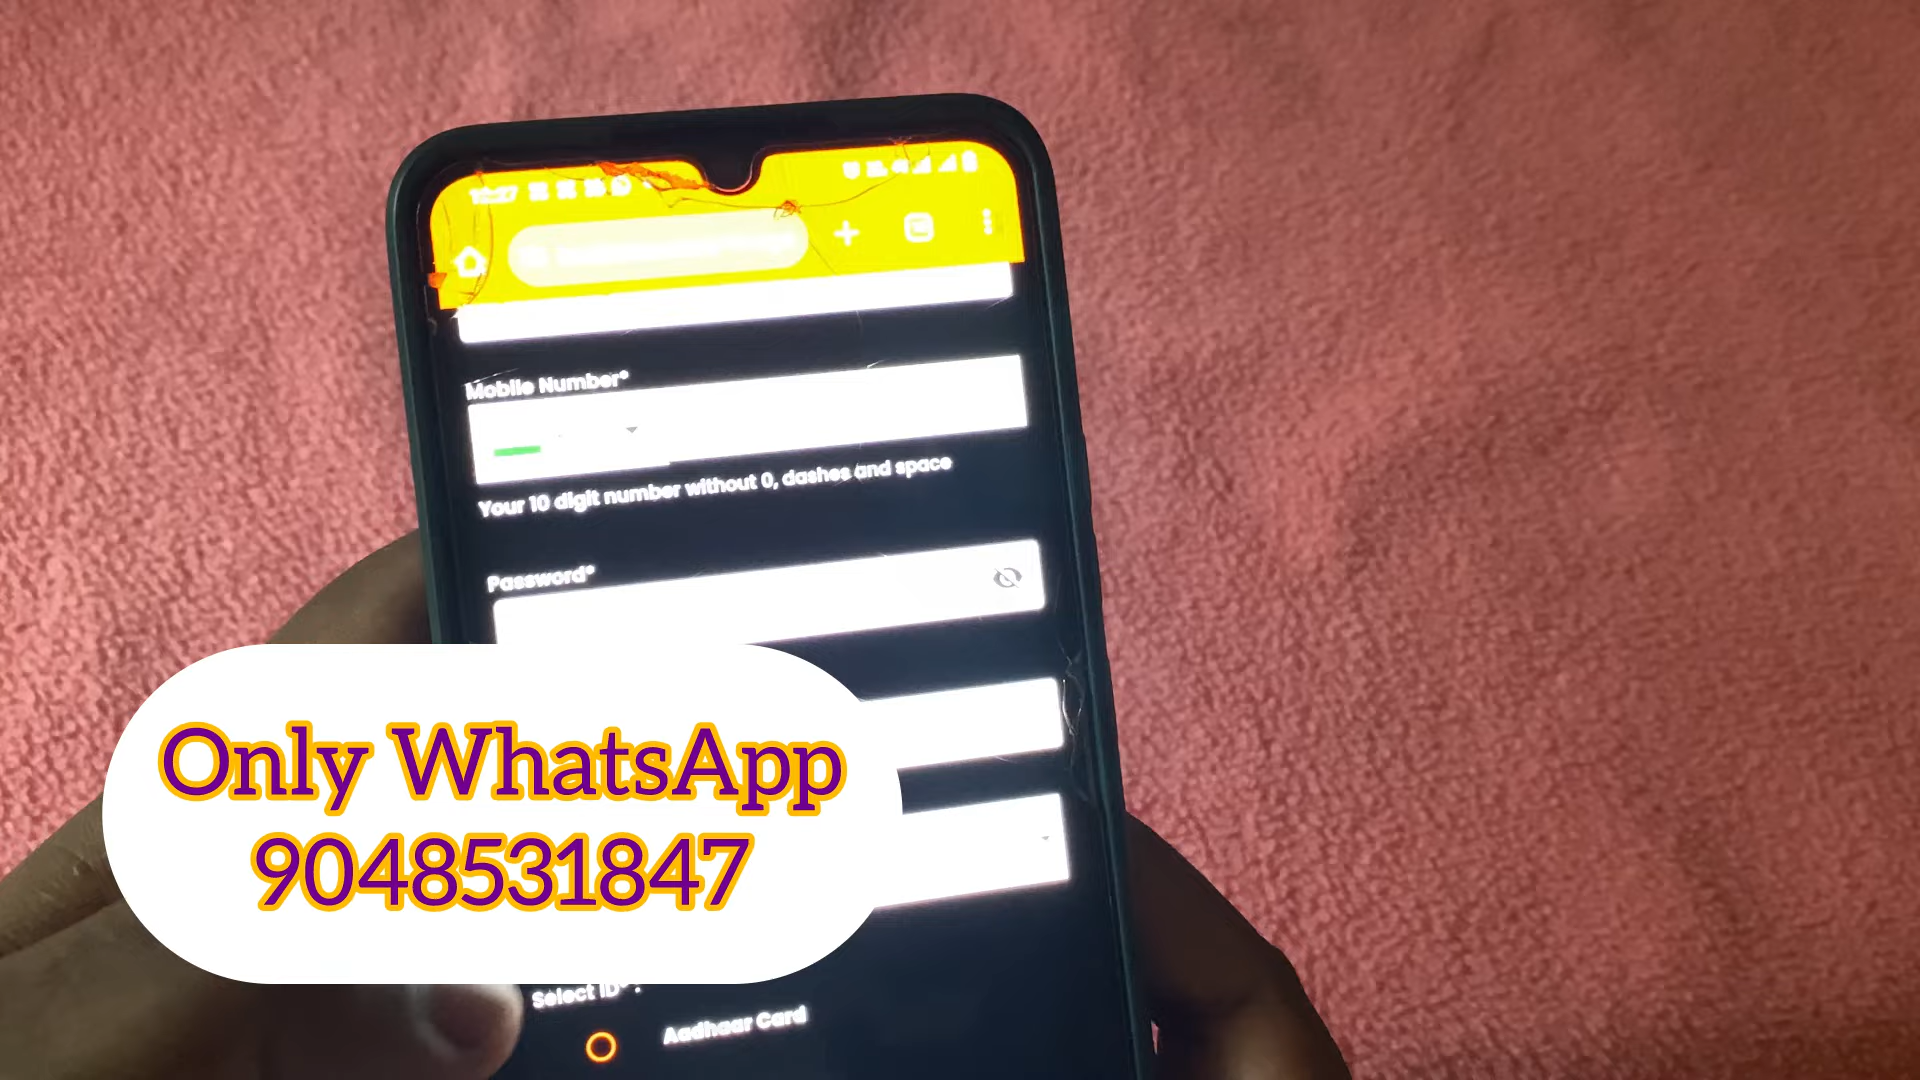 Mobile Number*
Your 10 digit number without 0, dashes and space
Password*
Only WhatsApp
9048531847
Select ID* :
Aadhaar Card